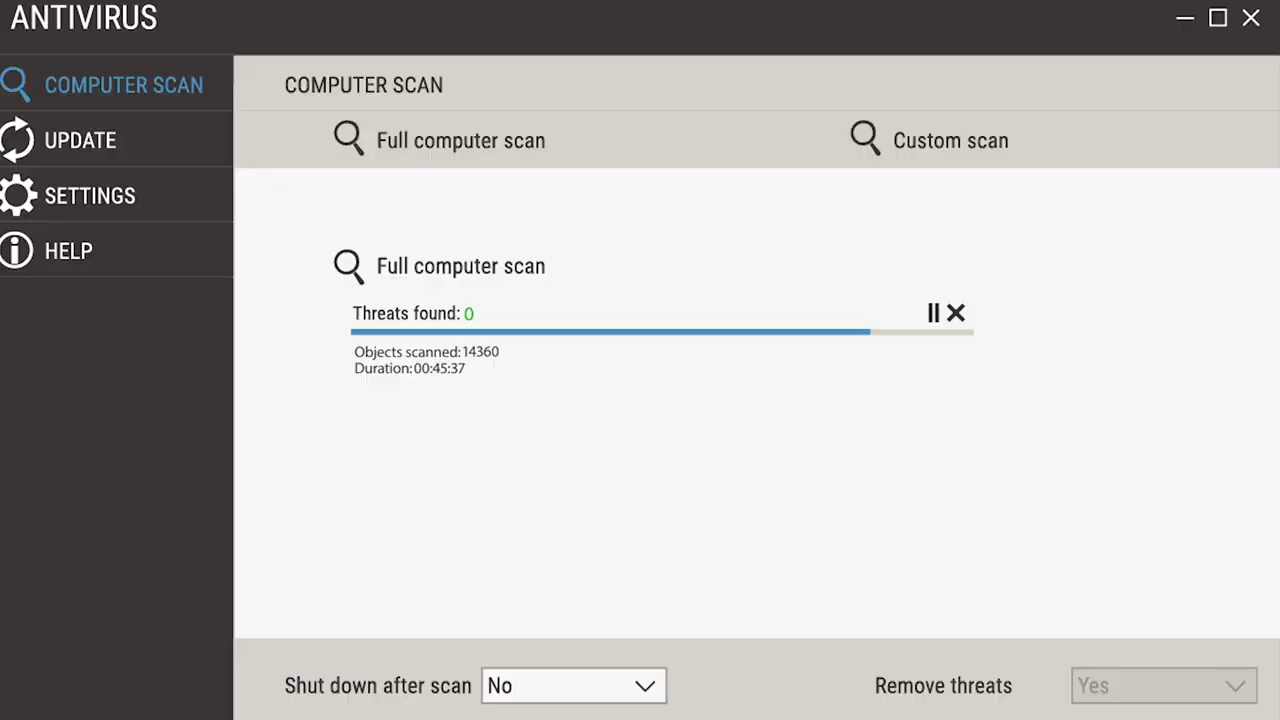 ANTIVIRUS
COMPUTER SCAN
UPDATE
SETTINGS
HELP
COMPUTER SCAN
Full computer scan
Custom scan
Full computer scan
Threats found: 0
Objects scanned:14360
Duration:00:45:37
Shut down after scan No
Remove threats Yes